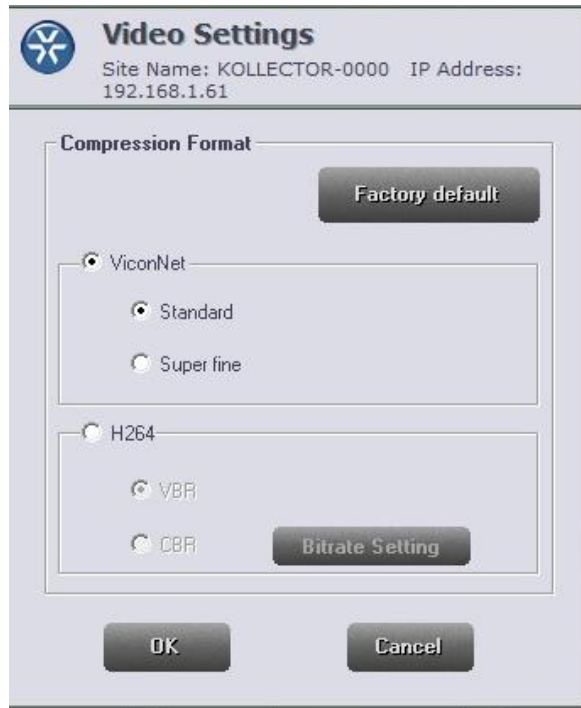 Video Settings
Site Name: KOLLECTOR-0000 IP Address:
192.168.1.61
Compression Format
Factory default
ViconNet
Standard
Super fine
H264
VBR
CBR
Bitrate Setting
OK
Cancel